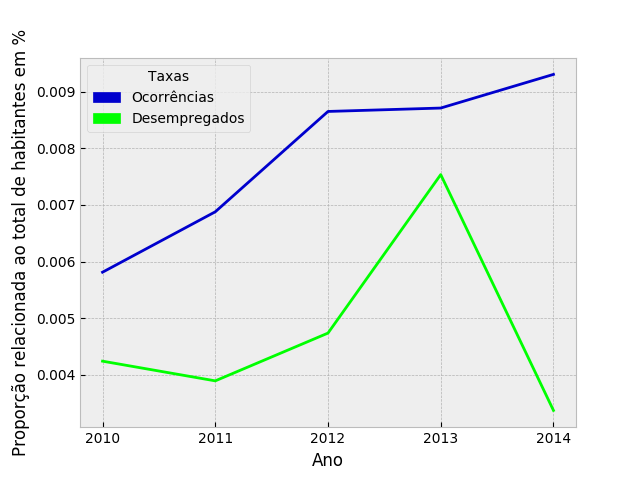 Proporção relacionada ao total de habitantes em %
Taxas
Ocorrências
Desempregados
0.009
0.008
0.007
0.006
0.005
0.004
2010 2011 2012 2013 2014
Ano